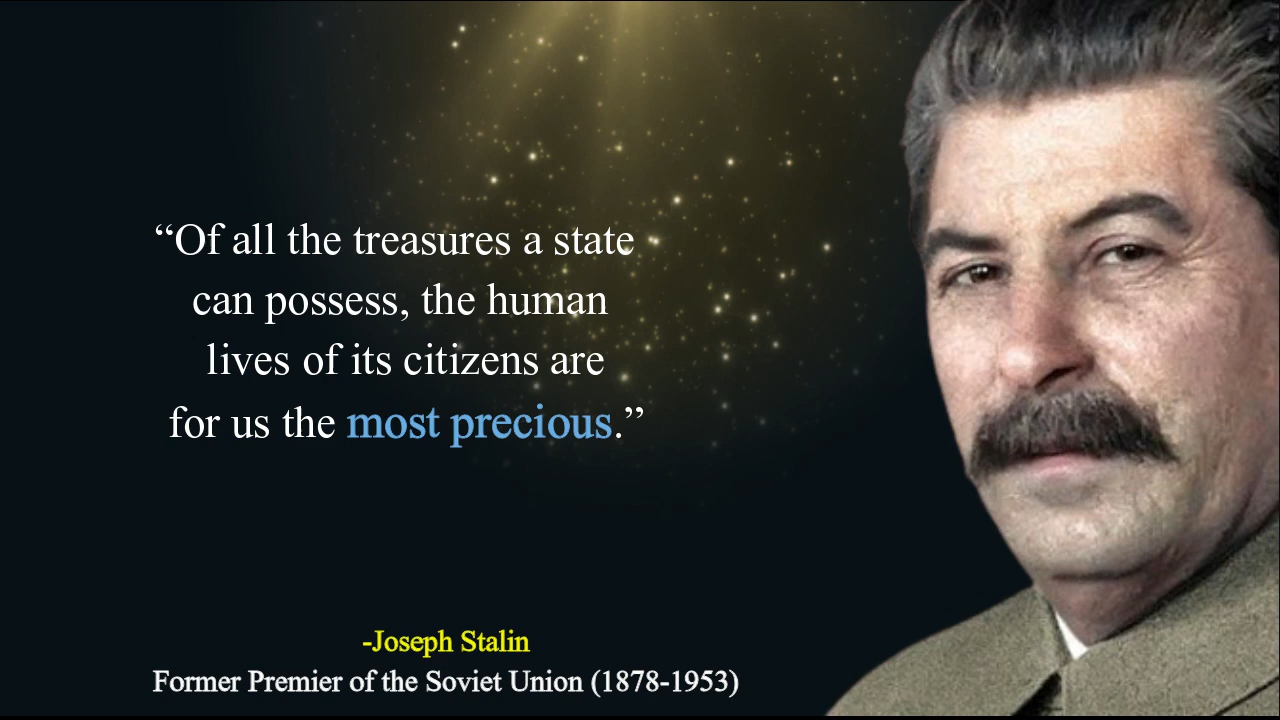 “Of all the treasures a state
can possess, the human
lives of its citizens are
for us the most precious.”
-Joseph Stalin
Former Premier of the Soviet Union (1878-1953)